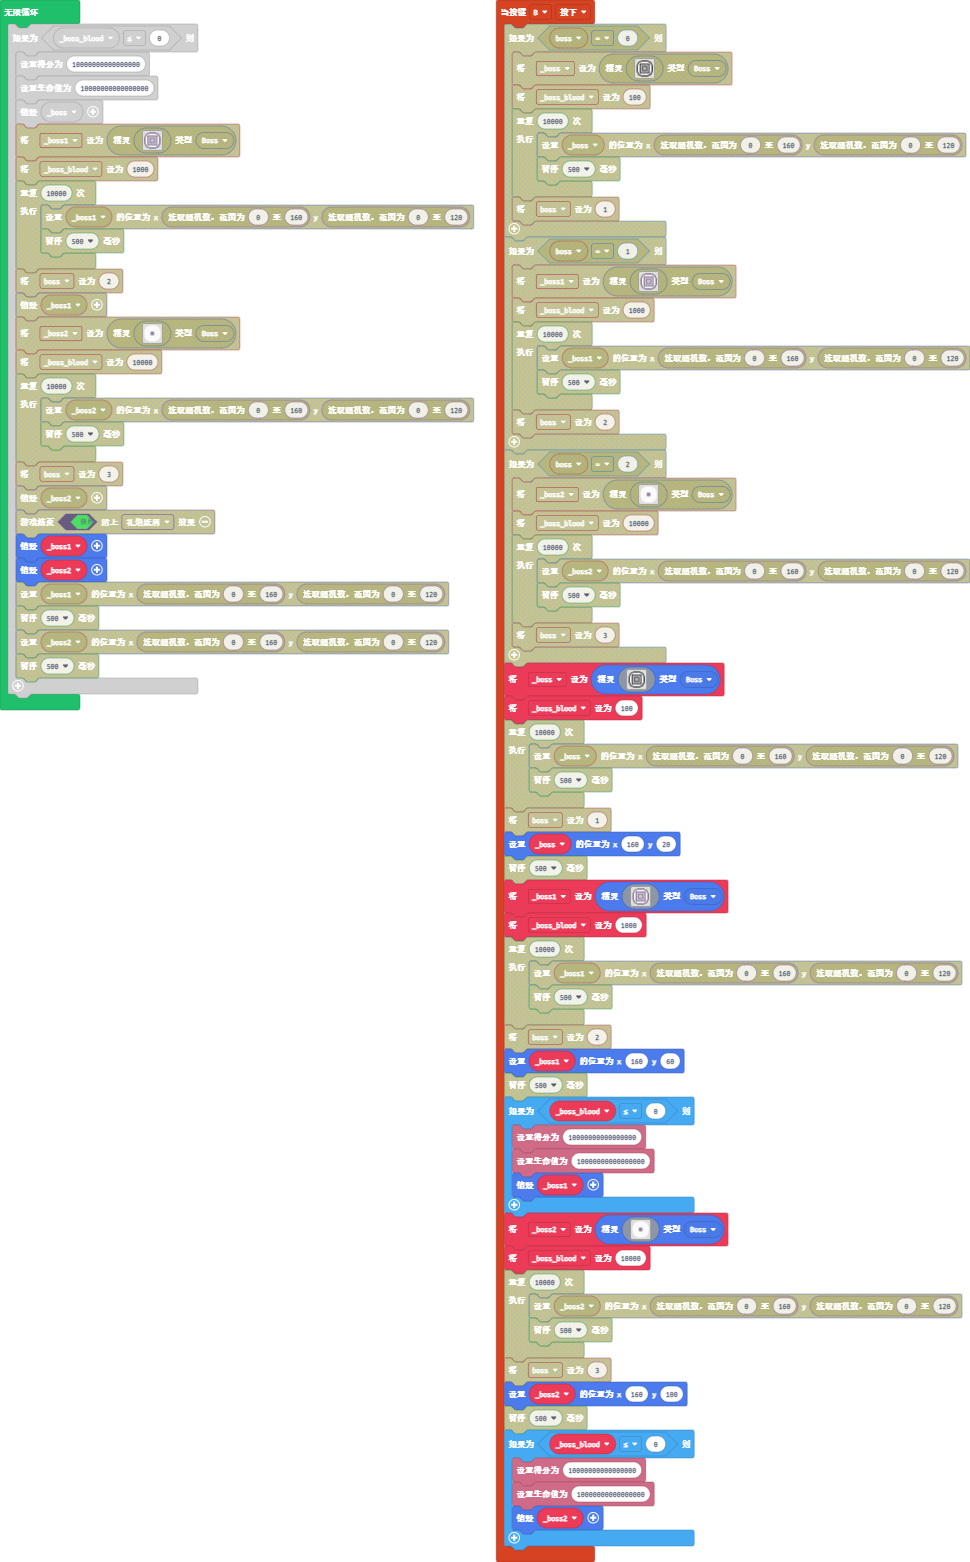 无限循环
如果为 _boss_blood ≤ 0 则
设置得分为 10000000000000000
设置生命值为 10000000000000000
销毁 _boss
将 _boss1 设为 精灵 类型 Boss
将 _boss_blood 设为 1000
重复 10000 次
执行
设置 _boss1 的位置为 x 选取随机数，范围为 0 至 160 y 选取随机数，范围为 0 至 120
暂停 500 毫秒
将 boss 设为 2
销毁 _boss1
将 _boss2 设为 精灵 类型 Boss
将 _boss_blood 设为 10000
重复 10000 次
执行
设置 _boss2 的位置为 x 选取随机数，范围为 0 至 160 y 选取随机数，范围为 0 至 120
暂停 500 毫秒
将 boss 设为 3
销毁 _boss2
游戏结束 加上 礼花纸屑 效果
销毁 _boss1
销毁 _boss2
设置 _boss1 的位置为 x 选取随机数，范围为 0 至 160 y 选取随机数，范围为 0 至 120
暂停 500 毫秒
设置 _boss2 的位置为 x 选取随机数，范围为 0 至 160 y 选取随机数，范围为 0 至 120
暂停 500 毫秒
当按键 B 按下
如果为 boss = 0 则
将 _boss 设为 精灵 类型 Boss
将 _boss_blood 设为 100
重复 10000 次
执行
设置 _boss 的位置为 x 选取随机数，范围为 0 至 160 y 选取随机数，范围为 0 至 120
暂停 500 毫秒
将 boss 设为 1
如果为 boss = 1 则
将 _boss1 设为 精灵 类型 Boss
将 _boss_blood 设为 1000
重复 10000 次
执行
设置 _boss1 的位置为 x 选取随机数，范围为 0 至 160 y 选取随机数，范围为 0 至 120
暂停 500 毫秒
将 boss 设为 2
如果为 boss = 2 则
将 _boss2 设为 精灵 类型 Boss
将 _boss_blood 设为 10000
重复 10000 次
执行
设置 _boss2 的位置为 x 选取随机数，范围为 0 至 160 y 选取随机数，范围为 0 至 120
暂停 500 毫秒
将 boss 设为 3
将 _boss 设为 精灵 类型 Boss
将 _boss_blood 设为 100
重复 10000 次
执行
设置 _boss 的位置为 x 选取随机数，范围为 0 至 160 y 选取随机数，范围为 0 至 120
暂停 500 毫秒
将 boss 设为 1
设置 _boss 的位置为 x 160 y 20
暂停 500 毫秒
将 _boss1 设为 精灵 类型 Boss
将 _boss_blood 设为 1000
重复 10000 次
执行
设置 _boss1 的位置为 x 选取随机数，范围为 0 至 160 y 选取随机数，范围为 0 至 120
暂停 500 毫秒
将 boss 设为 2
设置 _boss1 的位置为 x 160 y 60
暂停 500 毫秒
如果为 _boss_blood ≤ 0 则
设置得分为 10000000000000000
设置生命值为 10000000000000000
销毁 _boss1
将 _boss2 设为 精灵 类型 Boss
将 _boss_blood 设为 10000
重复 10000 次
执行
设置 _boss2 的位置为 x 选取随机数，范围为 0 至 160 y 选取随机数，范围为 0 至 120
暂停 500 毫秒
将 boss 设为 3
设置 _boss2 的位置为 x 160 y 100
暂停 500 毫秒
如果为 _boss_blood ≤ 0 则
设置得分为 10000000000000000
设置生命值为 10000000000000000
销毁 _boss2